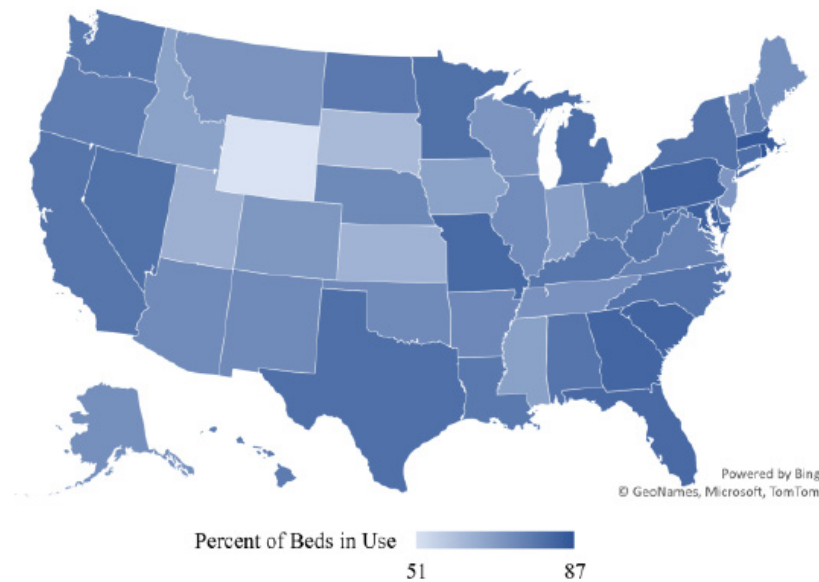 Powered by Bing
© GeoNames, Microsoft, TomTom
Percent of Beds in Use
51 87